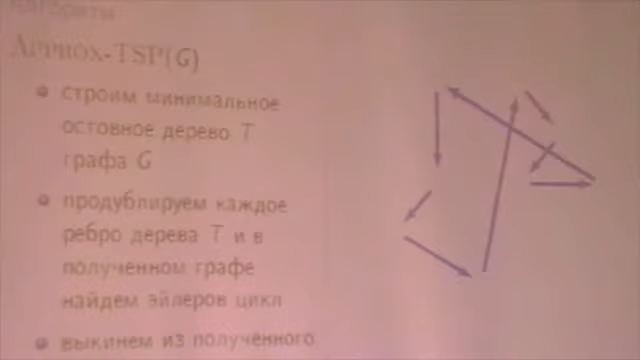 Approx-TSP(G)
строим минимальное
остовное дерево T
графа G
продублируем каждое
ребро дерева T и в
полученном графе
найдем эйлеров цикл
выкинем из полученного